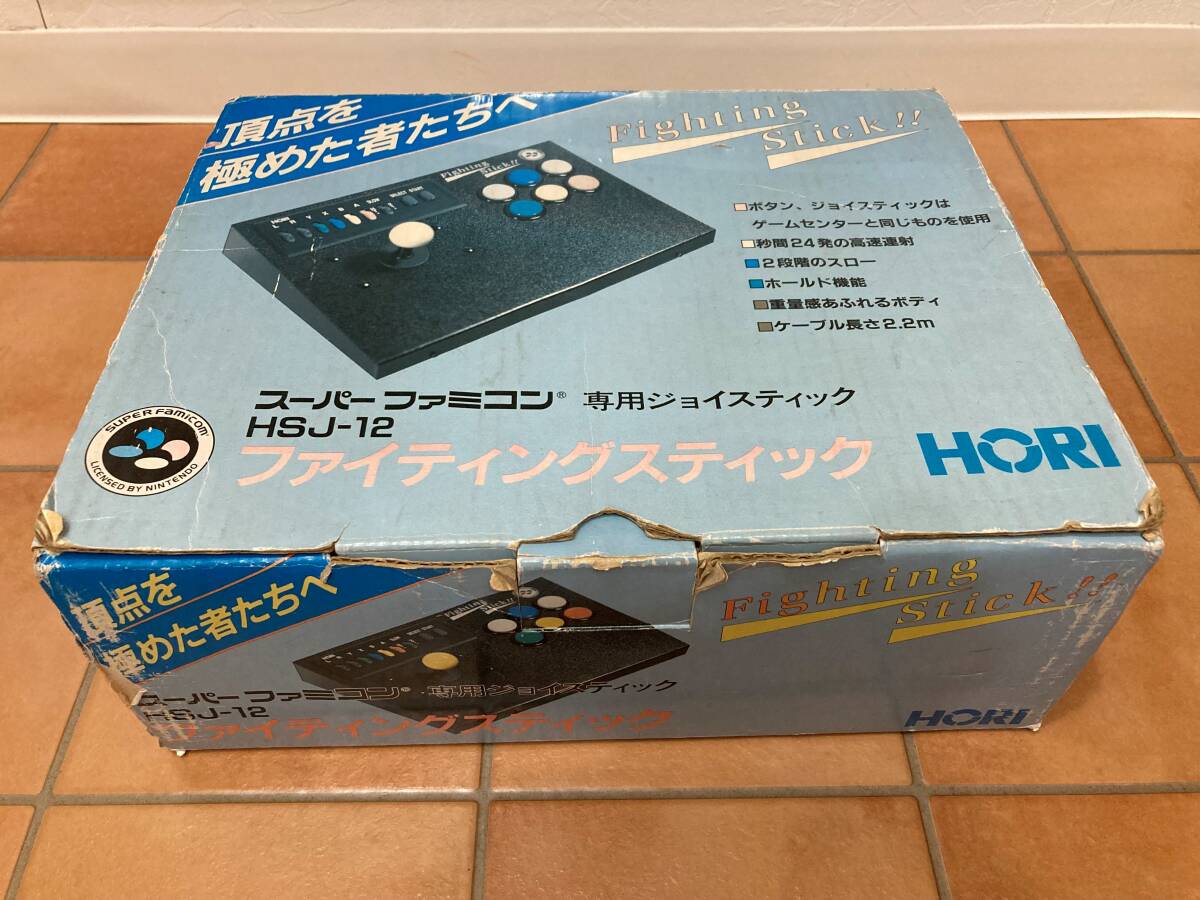 頂点を
極めた者たちへ
Fighting
Stick!!
HORI
L R Y X B A SLOW SELECT START
Fighting
Stick!!
ボタン、ジョイスティックは
ゲームセンターと同じものを使用
秒間24発の高速連射
2段階のスロー
ホールド機能
重量感あふれるボディ
ケーブル長さ2.2m
スーパーファミコン® 専用ジョイスティック
HSJ-12
ファイティングスティック
HORI
SUPER FAMICOM
LICENSED BY NINTENDO
頂点を
極めた者たちへ
Fighting
Stick!!
Fighting
Stick!!
スーパーファミコン® 専用ジョイスティック
HSJ-12
ファイティングスティック
HORI